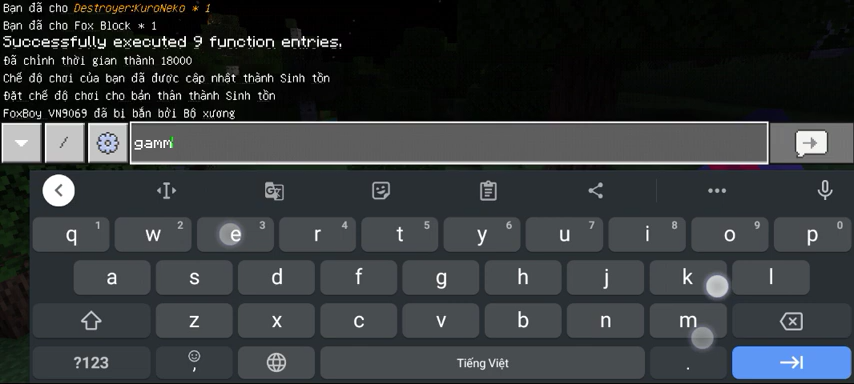 Bạn đã cho Destroyer:KuroNeko * 1
Bạn đã cho Fox Block * 1
Successfully executed 9 function entries.
Đã chỉnh thời gian thành 18000
Chế độ chơi của bạn đã được cập nhật thành Sinh tồn
Đặt chế độ chơi cho bản thân thành Sinh tồn
FoxBoy VN9069 đã bị bắn bởi Bộ xương
/ gamm
q 1 w 2 e 3 r 4 t 5 y 6 u 7 i 8 o 9 p 0
a s d f g h j k l
z x c v b n m
?123 , Tiếng Việt .